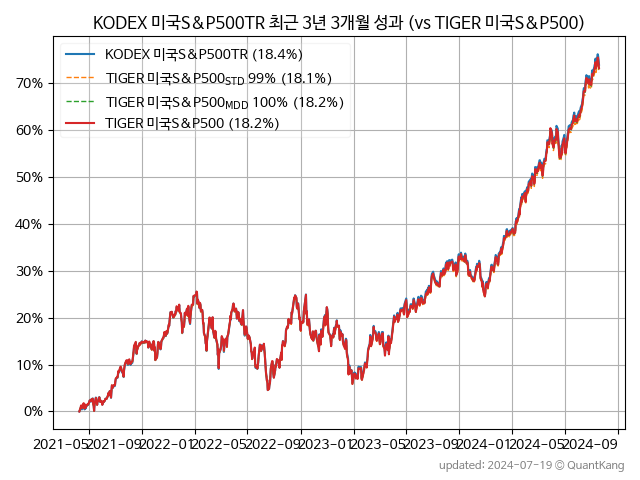 KODEX 미국S&P500TR 최근 3년 3개월 성과 (vs TIGER 미국S&P500)
KODEX 미국S&P500TR (18.4%)
TIGER 미국S&P500STD 99% (18.1%)
TIGER 미국S&P500MDD 100% (18.2%)
TIGER 미국S&P500 (18.2%)
70%
60%
50%
40%
30%
20%
10%
0%
2021-05 2021-09 2022-01 2022-05 2022-09 2023-01 2023-05 2023-09 2024-01 2024-05 2024-09
updated: 2024-07-19 © QuantKang